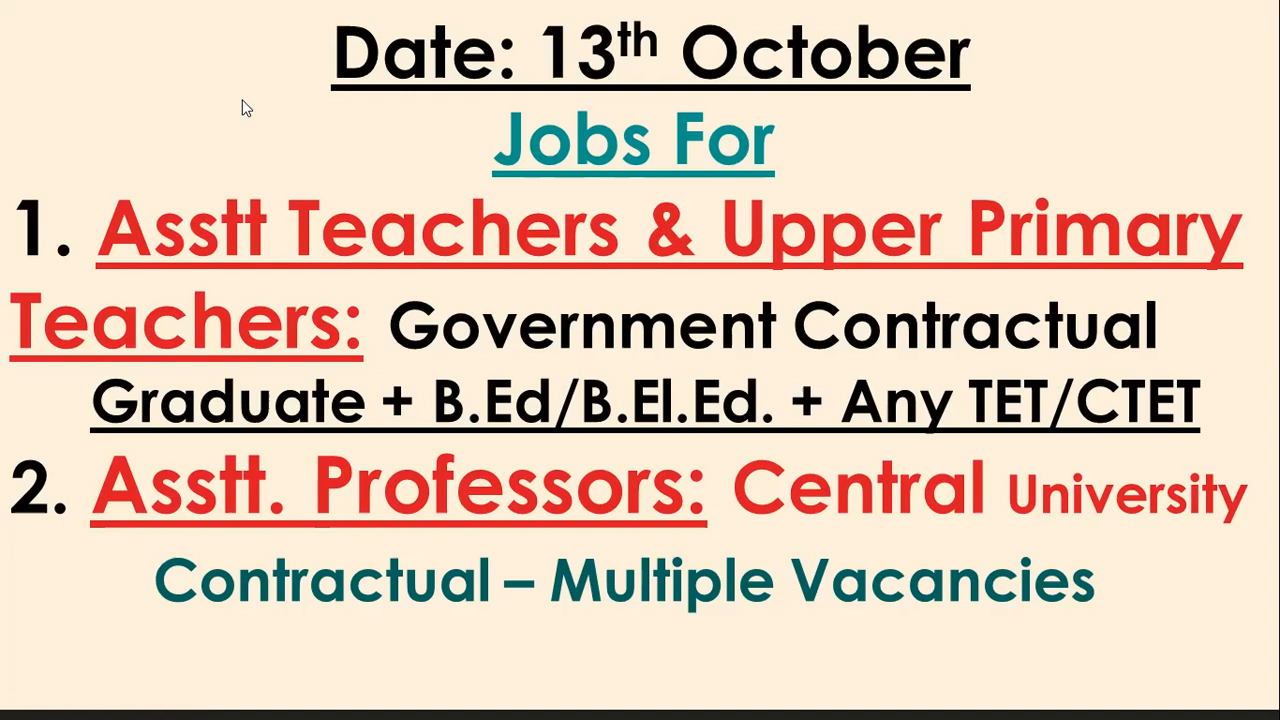 Date: 13th October
Jobs For
1. Asstt Teachers & Upper Primary
Teachers: Government Contractual
Graduate + B.Ed/B.El.Ed. + Any TET/CTET
2. Asstt. Professors: Central University
Contractual – Multiple Vacancies